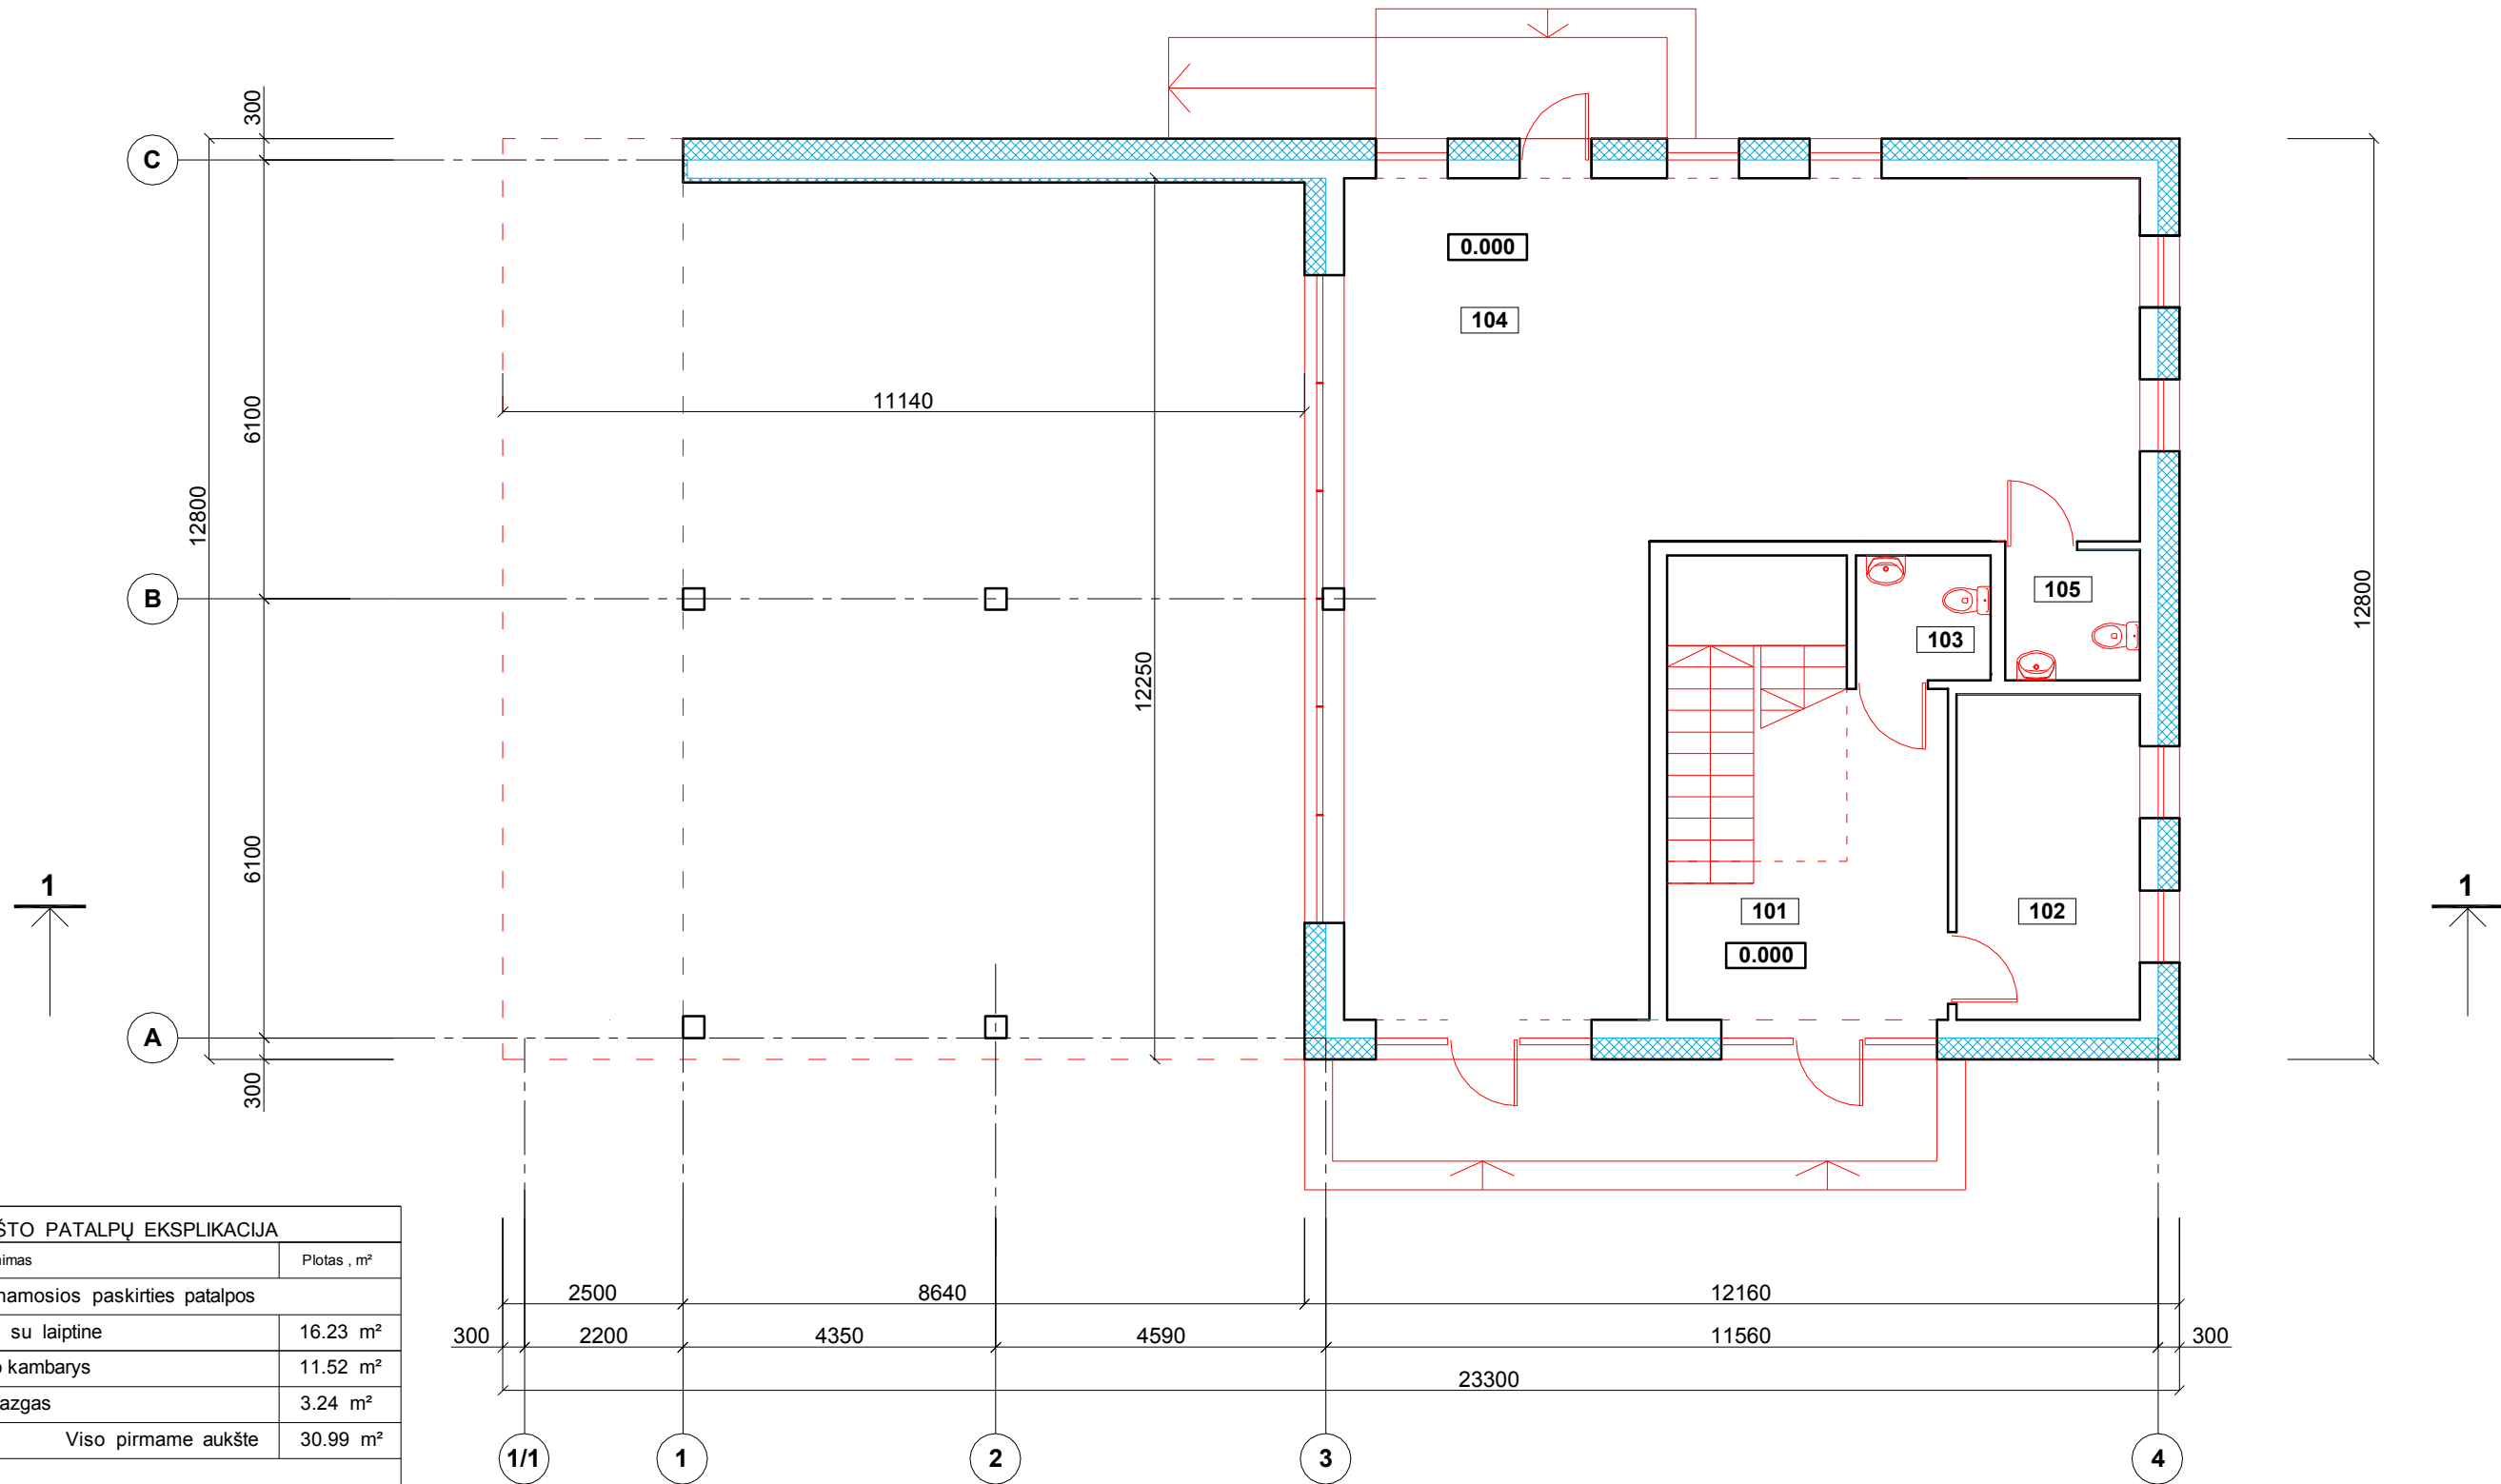 300
C
0.000
104
11140
6100
12800
B
105
12800
103
12250
6100
1
1
101
102
0.000
A
300
PATALPŲ EKSPLIKACIJA
Plotas , m²
paskirties patalpos
2500 8640 12160
su laiptine 16.23 m²
300 2200 4350 4590 11560 300
kambarys 11.52 m²
23300
3.24 m²
Viso pirmame aukšte 30.99 m²
1/1 1 2 3 4